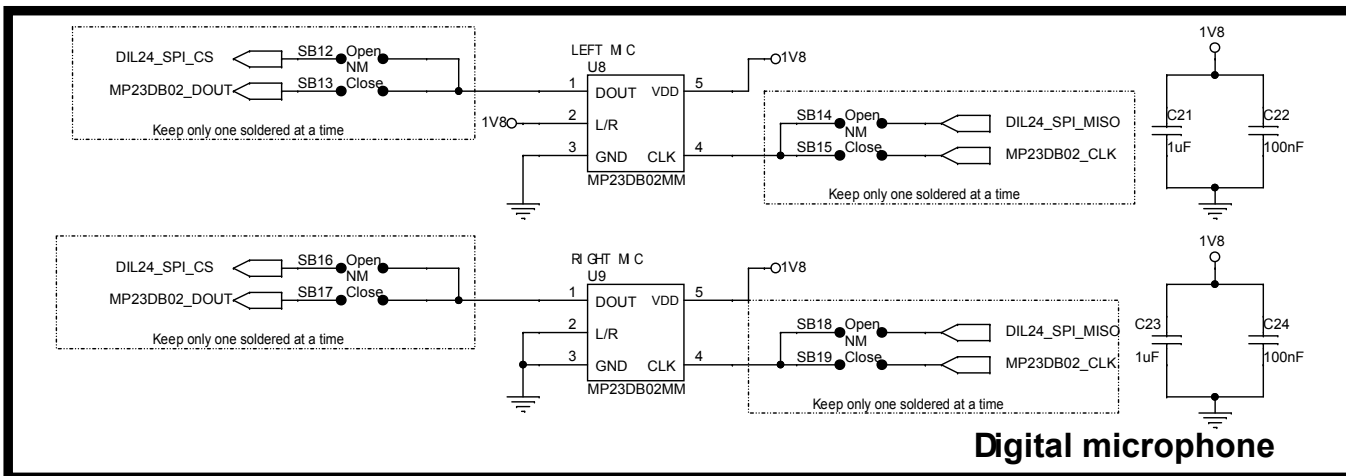 LEFT MIC
U8
DIL24_SPI_CS
SB12
Open
NM
MP23DB02_DOUT
SB13
Close
Keep only one soldered at a time
1
DOUT
VDD
5
1V8
1V8
2
L/R
3
GND
CLK
4
MP23DB02MM
SB14
Open
NM
DIL24_SPI_MISO
SB15
Close
MP23DB02_CLK
Keep only one soldered at a time
1V8
C21
1uF
C22
100nF
RIGHT MIC
U9
DIL24_SPI_CS
SB16
Open
NM
MP23DB02_DOUT
SB17
Close
Keep only one soldered at a time
1
DOUT
VDD
5
1V8
2
L/R
3
GND
CLK
4
MP23DB02MM
SB18
Open
NM
DIL24_SPI_MISO
SB19
Close
MP23DB02_CLK
Keep only one soldered at a time
1V8
C23
1uF
C24
100nF
Digital microphone